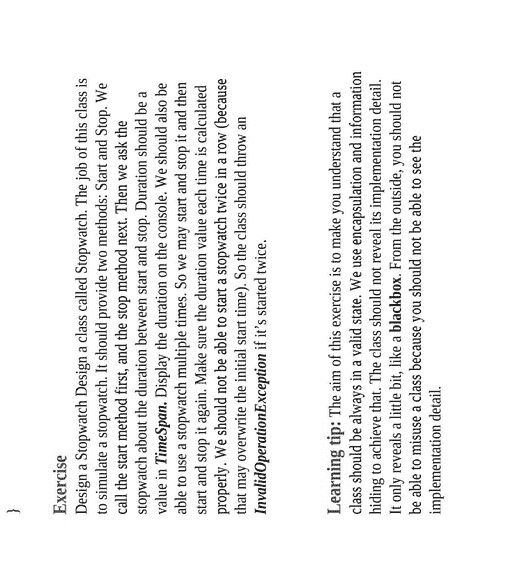 }
Exercise
Design a Stopwatch Design a class called Stopwatch. The job of this class is
to simulate a stopwatch. It should provide two methods: Start and Stop. We
call the start method first, and the stop method next. Then we ask the
stopwatch about the duration between start and stop. Duration should be a
value in TimeSpan. Display the duration on the console. We should also be
able to use a stopwatch multiple times. So we may start and stop it and then
start and stop it again. Make sure the duration value each time is calculated
properly. We should not be able to start a stopwatch twice in a row (because
that may overwrite the initial start time). So the class should throw an
InvalidOperationException if it's started twice.
Learning tip: The aim of this exercise is to make you understand that a
class should be always in a valid state. We use encapsulation and information
hiding to achieve that. The class should not reveal its implementation detail.
It only reveals a little bit, like a blackbox. From the outside, you should not
be able to misuse a class because you should not be able to see the
implementation detail.